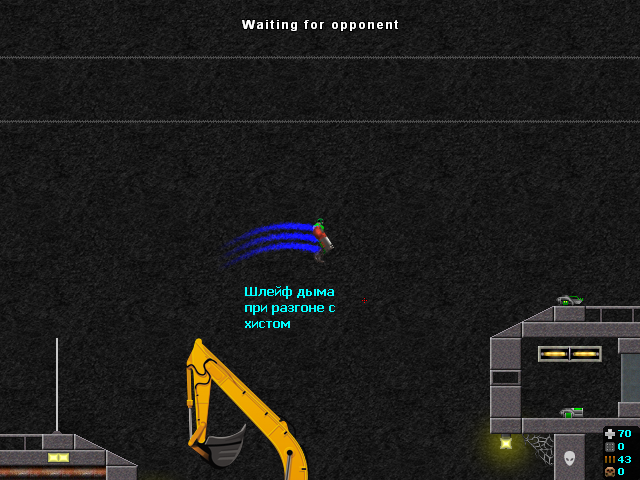 Waiting for opponent
Шлейф дыма
при разгоне с
хистом
70
0
43
0